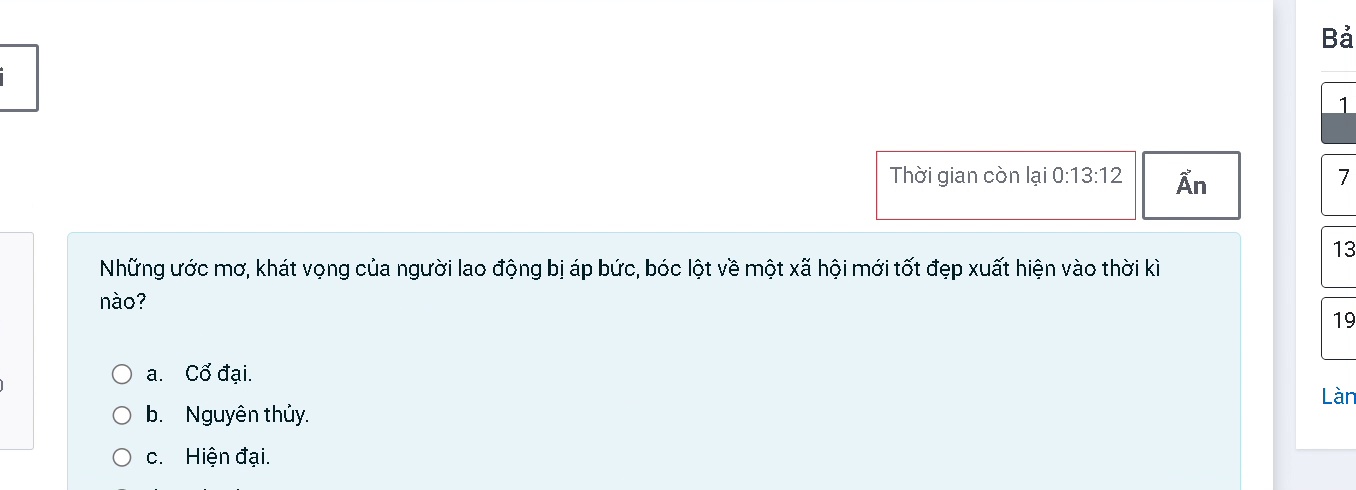 Bả
1
Thời gian còn lại 0:13:12
Ẩn
7
Những ước mơ, khát vọng của người lao động bị áp bức, bóc lột về một xã hội mới tốt đẹp xuất hiện vào thời kì
nào?
13
19
a. Cổ đại.
b. Nguyên thủy.
c. Hiện đại.
Làm